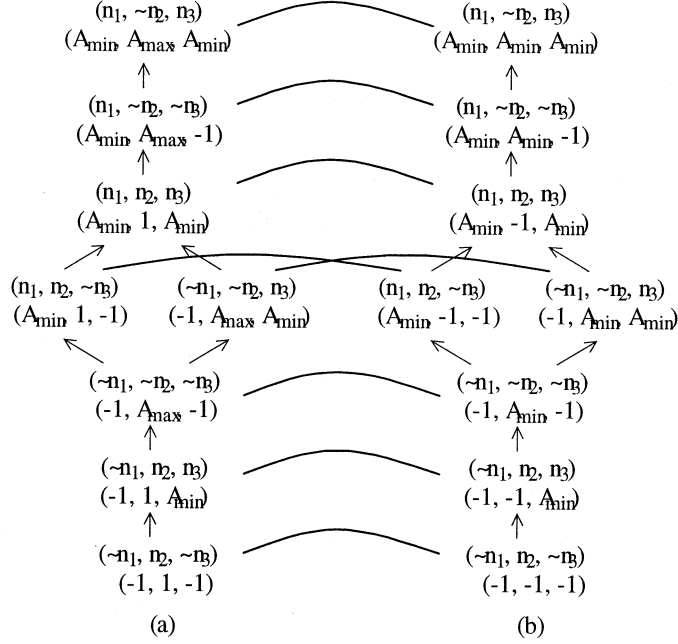 (n1, ~n2, n3) (n1, ~n2, n3)
(Amin, Amax, Amin) (Amin, Amin, Amin)
(n1, ~n2, ~n3) (n1, ~n2, ~n3)
(Amin, Amax, -1) (Amin, Amin, -1)
(n1, n2, n3) (n1, n2, n3)
(Amin, 1, Amin) (Amin, -1, Amin)
(n1, n2, ~n3) (~n1, ~n2, n3) (n1, n2, ~n3) (~n1, ~n2, n3)
(Amin, 1, -1) (-1, Amax, Amin) (Amin, -1, -1) (-1, Amin, Amin)
(~n1, ~n2, ~n3) (~n1, ~n2, ~n3)
(-1, Amax, -1) (-1, Amin, -1)
(~n1, n2, n3) (~n1, n2, n3)
(-1, 1, Amin) (-1, -1, Amin)
(~n1, n2, ~n3) (~n1, n2, ~n3)
(-1, 1, -1) (-1, -1, -1)
(a) (b)